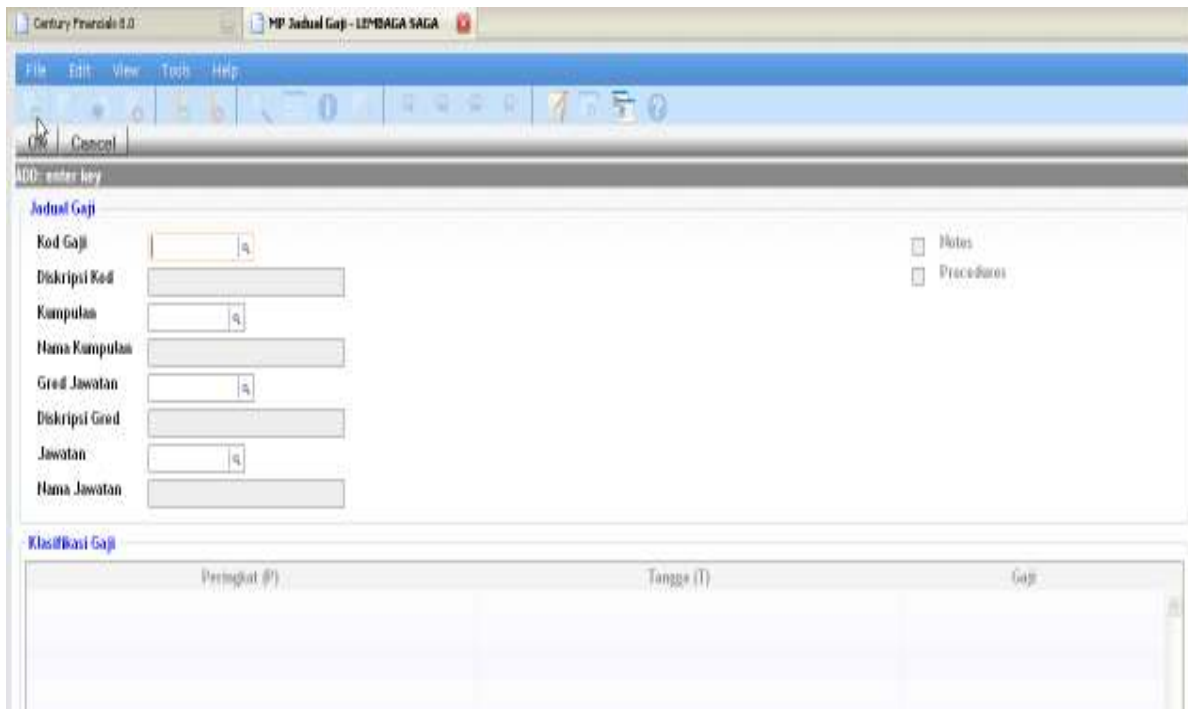 Century Financials 8.0
MP Jadual Gaji - LEMBAGA SAGA
File Edit View Tools Help
OK Cancel
ADD: enter key
Jadual Gaji
Kod Gaji
Notes
Diskripsi Kod
Procedures
Kumpulan
Nama Kumpulan
Gred Jawatan
Diskripsi Gred
Jawatan
Nama Jawatan
Klasifikasi Gaji
Peringkat (P) Tangga (T) Gaji